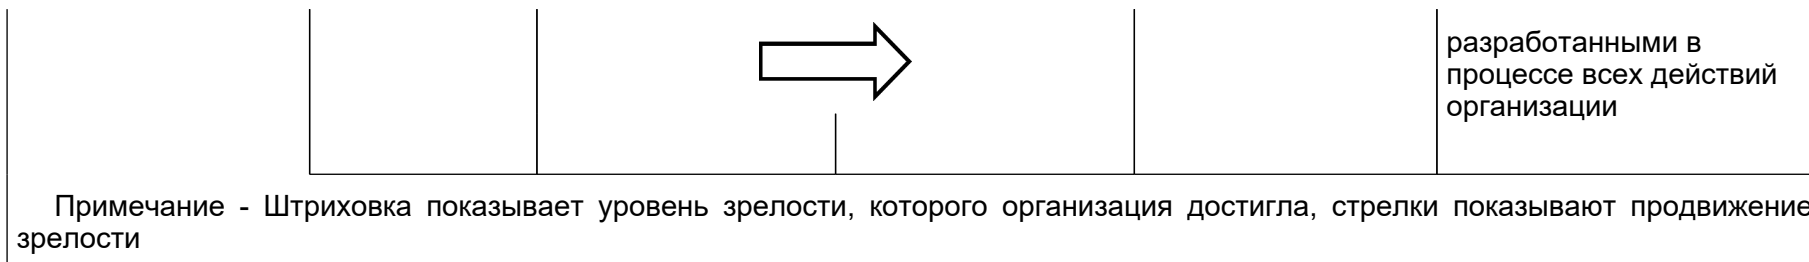 разработанными в
процессе всех действий
организации
Примечание - Штриховка показывает уровень зрелости, которого организация достигла, стрелки показывают продвижение
зрелости